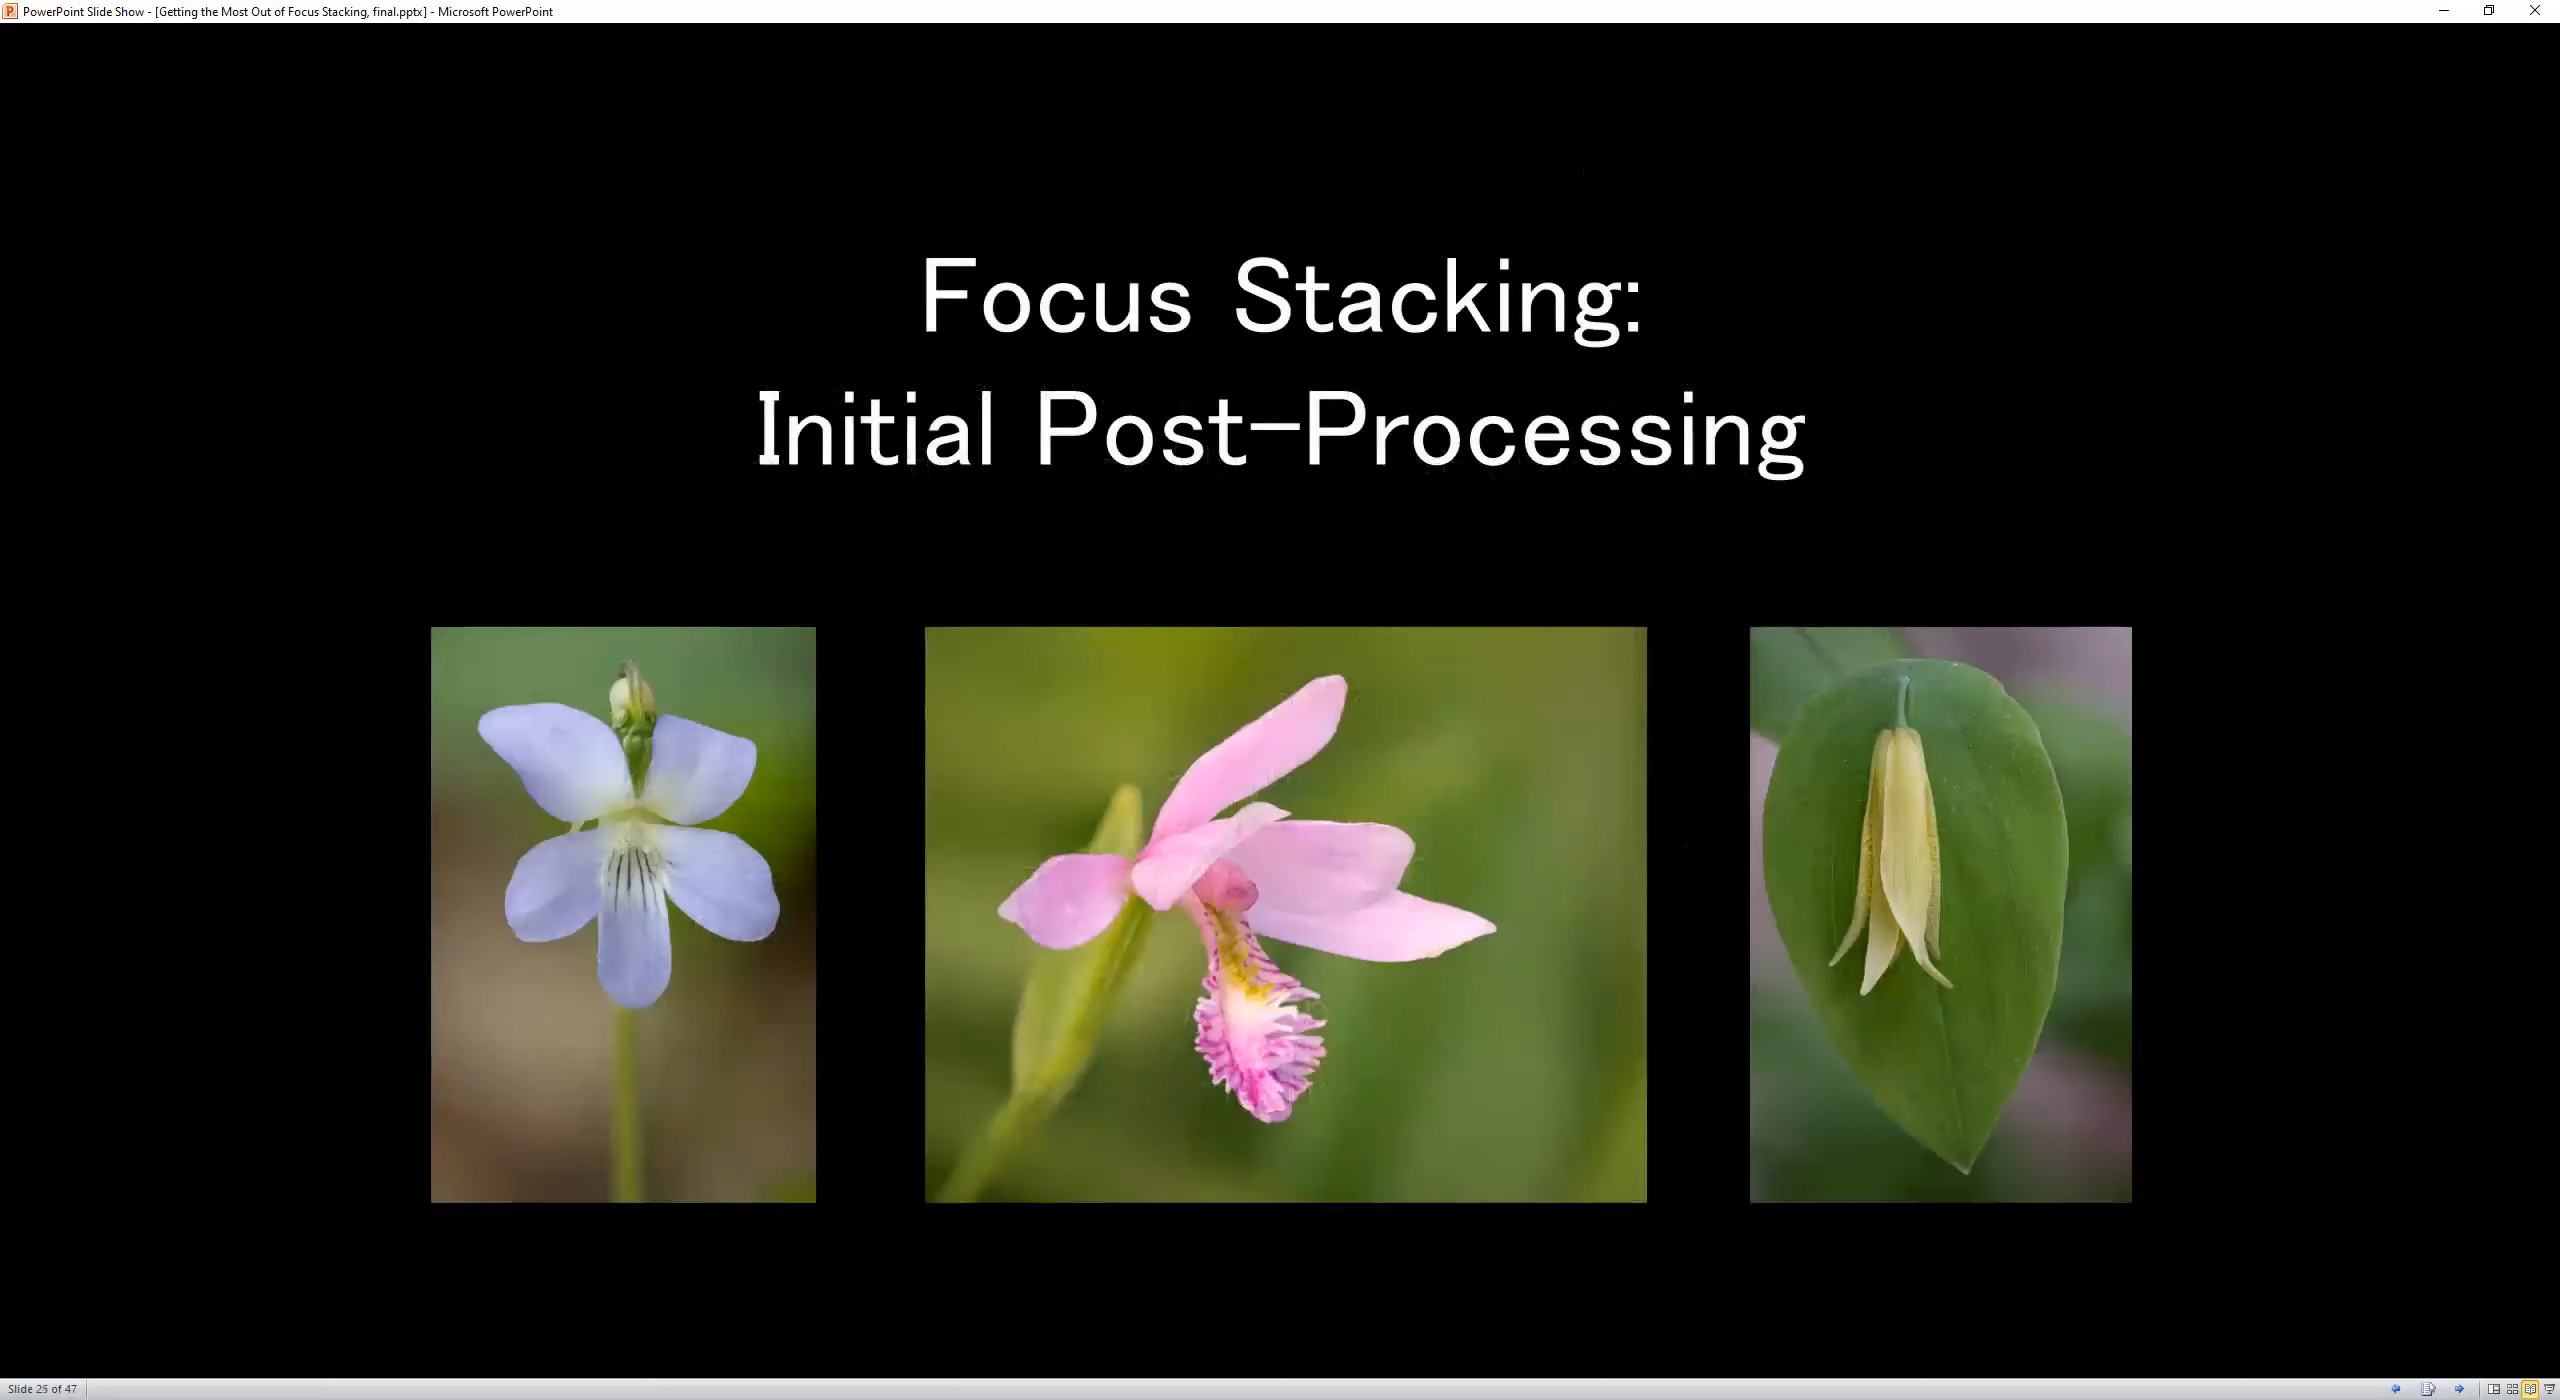 PowerPoint Slide Show - [Getting the Most Out of Focus Stacking, final.pptx] - Microsoft PowerPoint
Focus Stacking:
Initial Post-Processing
Slide 25 of 47